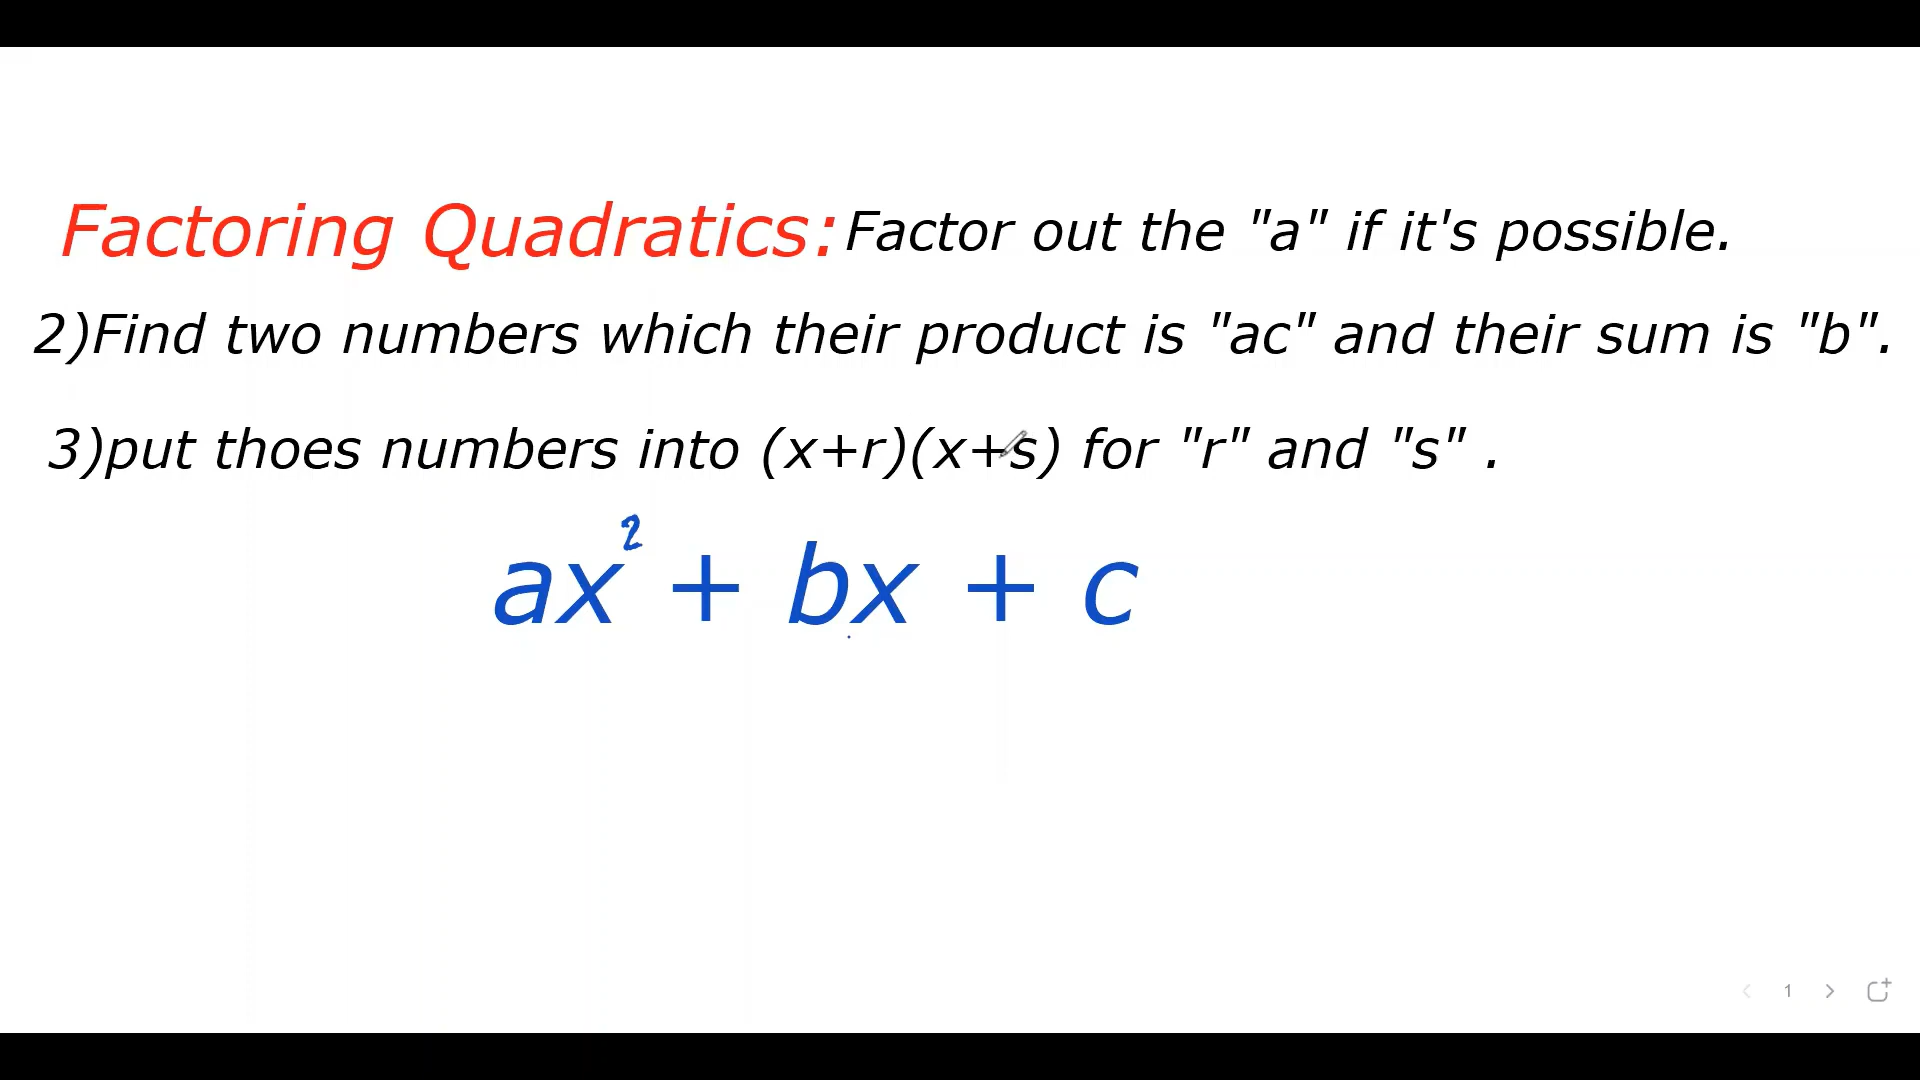 Factoring Quadratics: Factor out the "a" if it's possible.
2)Find two numbers which their product is "ac" and their sum is "b".
3)put thoes numbers into (x+r)(x+s) for "r" and "s" .
ax² + bx + c
1